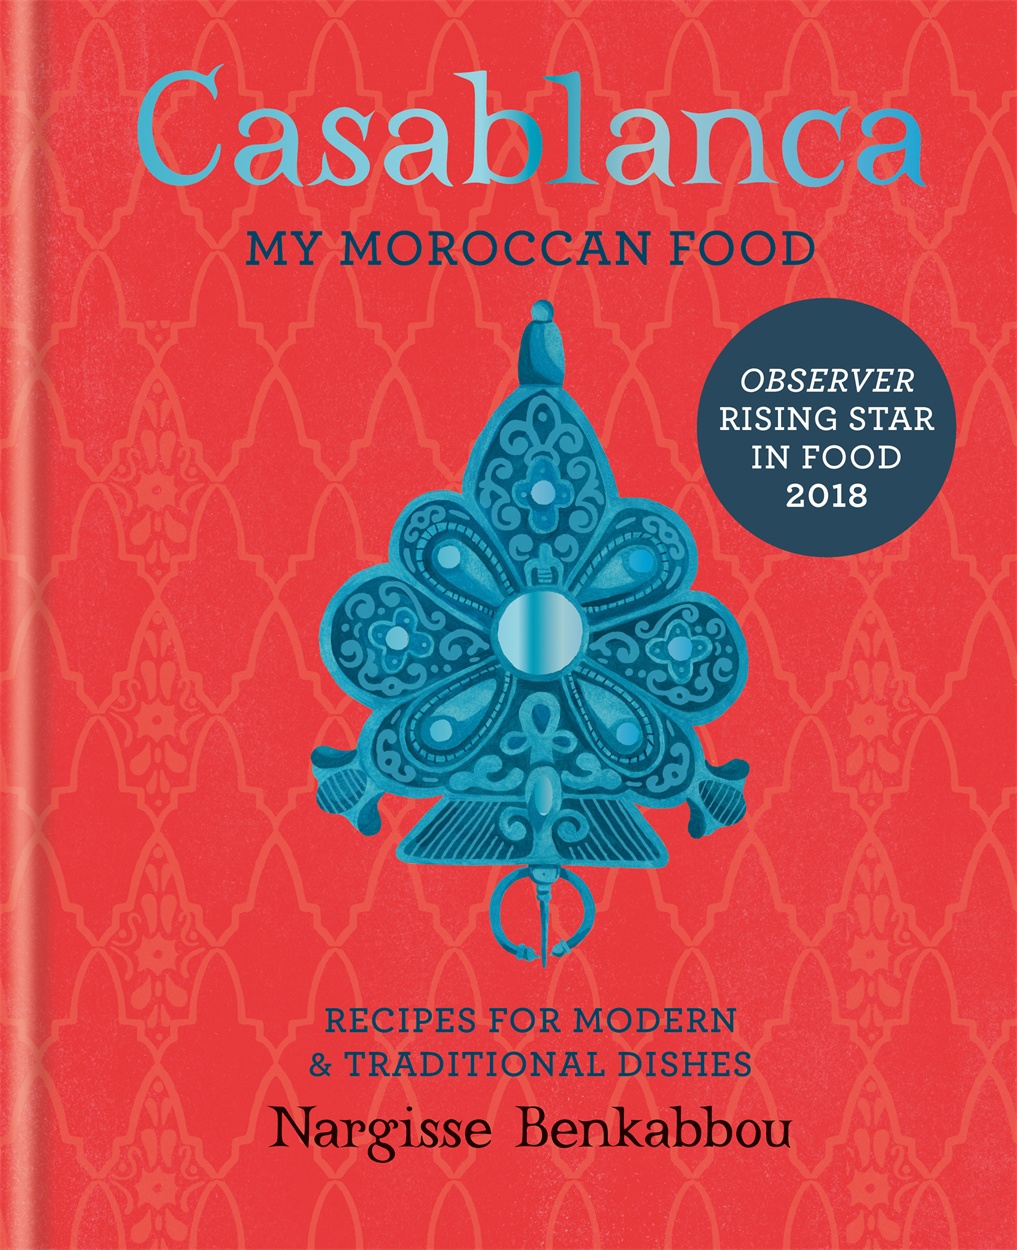 Casablanca
MY MOROCCAN FOOD
OBSERVER
RISING STAR
IN FOOD
2018
RECIPES FOR MODERN
& TRADITIONAL DISHES
Nargisse Benkabbou